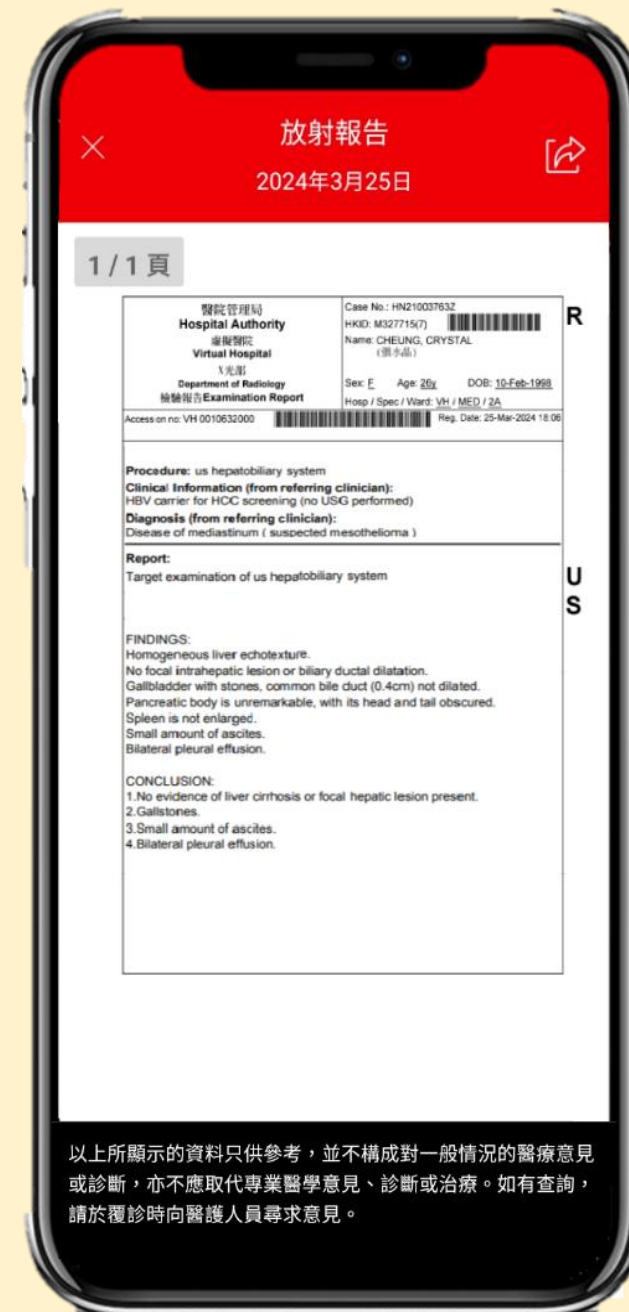 放射報告
2024年3月25日
1 / 1 頁
醫院管理局
Hospital Authority
虛擬醫院
Virtual Hospital
X光部
Department of Radiology
檢驗報告Examination Report
Case No.: HN21003763Z
HKID: M327715(7)
Name: CHEUNG, CRYSTAL
(張水晶)
Sex: F Age: 26y DOB: 10-Feb-1998
Hosp / Spec / Ward: VH / MED / 2A
R
Accession no: VH 0010632000 Reg. Date: 25-Mar-2024 18:06
Procedure: us hepatobiliary system
Clinical Information (from referring clinician):
HBV carrier for HCC screening (no USG performed)
Diagnosis (from referring clinician):
Disease of mediastinum ( suspected mesothelioma )
Report:
Target examination of us hepatobiliary system
U
S
FINDINGS:
Homogeneous liver echotexture.
No focal intrahepatic lesion or biliary ductal dilatation.
Gallbladder with stones, common bile duct (0.4cm) not dilated.
Pancreatic body is unremarkable, with its head and tail obscured.
Spleen is not enlarged.
Small amount of ascites.
Bilateral pleural effusion.
CONCLUSION:
1.No evidence of liver cirrhosis or focal hepatic lesion present.
2.Gallstones.
3.Small amount of ascites.
4.Bilateral pleural effusion.
以上所顯示的資料只供參考，並不構成對一般情況的醫療意見
或診斷，亦不應取代專業醫學意見、診斷或治療。如有查詢，
請於覆診時向醫護人員尋求意見。